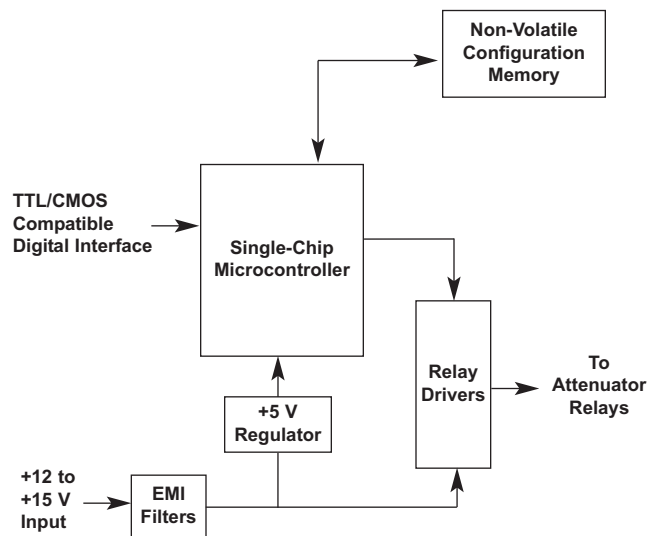 Non-Volatile
Configuration
Memory
TTL/CMOS
Compatible
Digital Interface
Single-Chip
Microcontroller
Relay
Drivers
To
Attenuator
Relays
+5 V
Regulator
+12 to
+15 V
Input
EMI
Filters